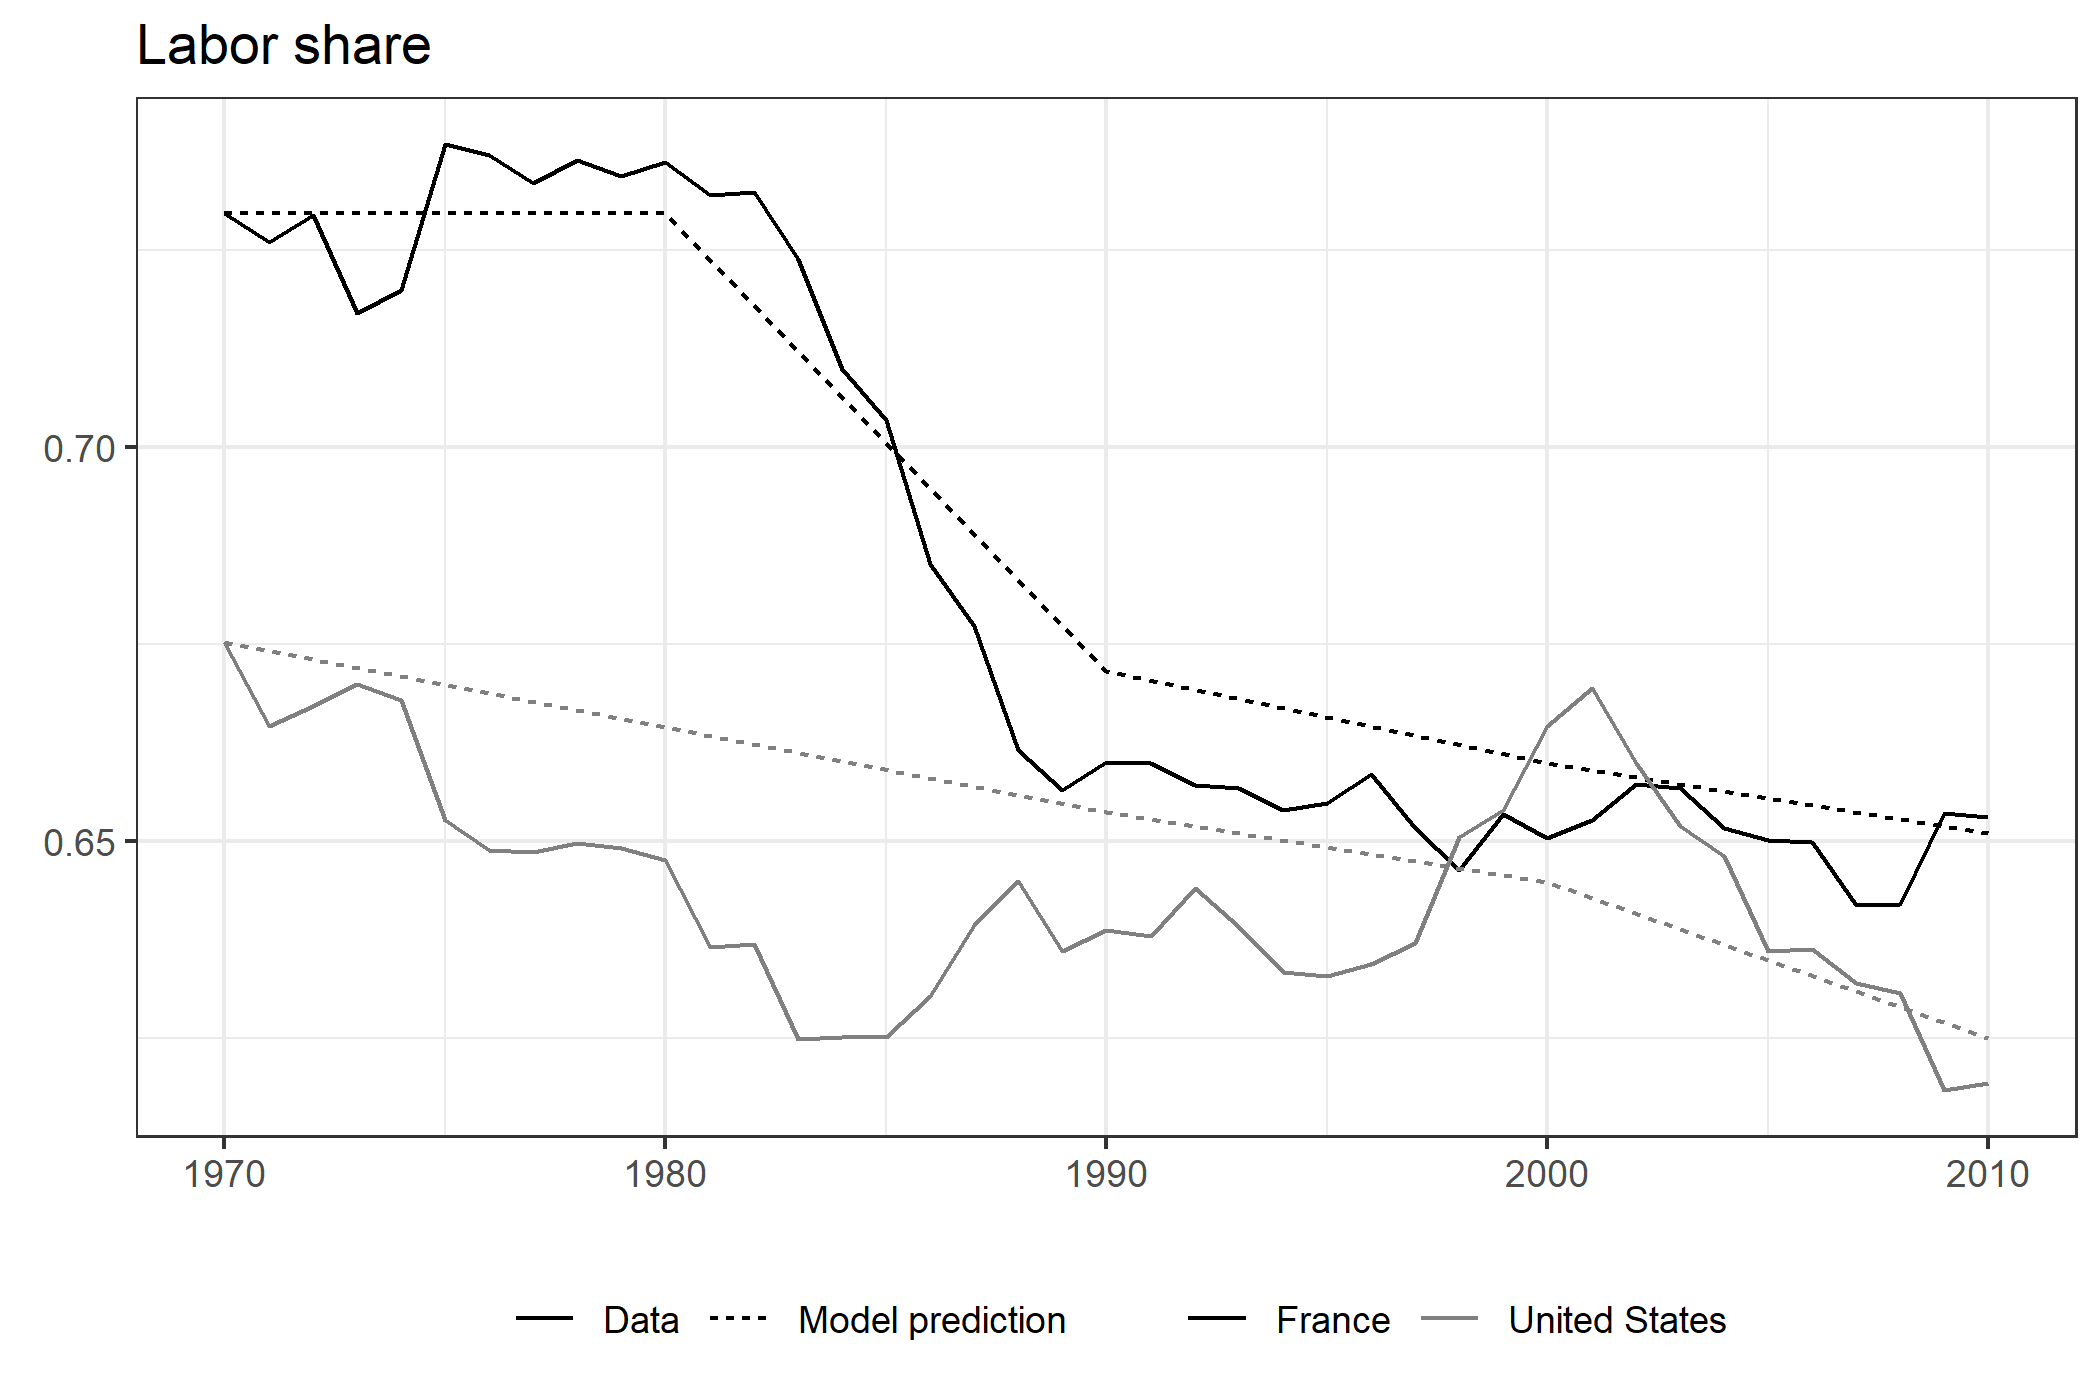 Labor share
0.70
0.65
1970 1980 1990 2000 2010
Data Model prediction France United States